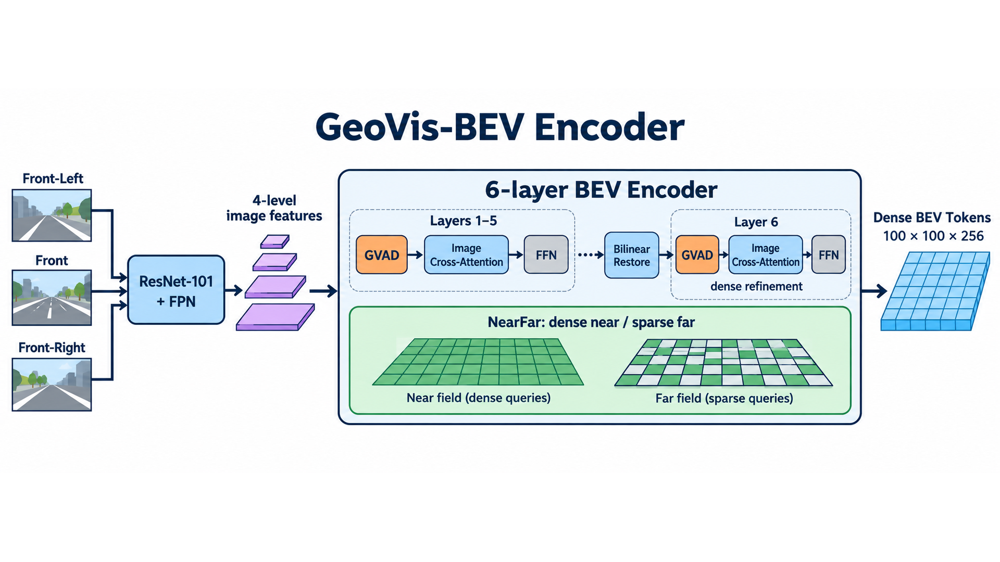 GeoVis-BEV Encoder
Front-Left
Front
Front-Right
ResNet-101
+ FPN
4-level
image features
6-layer BEV Encoder
Layers 1–5
GVAD
Image
Cross-Attention
FFN
Bilinear
Restore
Layer 6
GVAD
Image
Cross-Attention
FFN
dense refinement
NearFar: dense near / sparse far
Near field (dense queries)
Far field (sparse queries)
Dense BEV Tokens
100 × 100 × 256